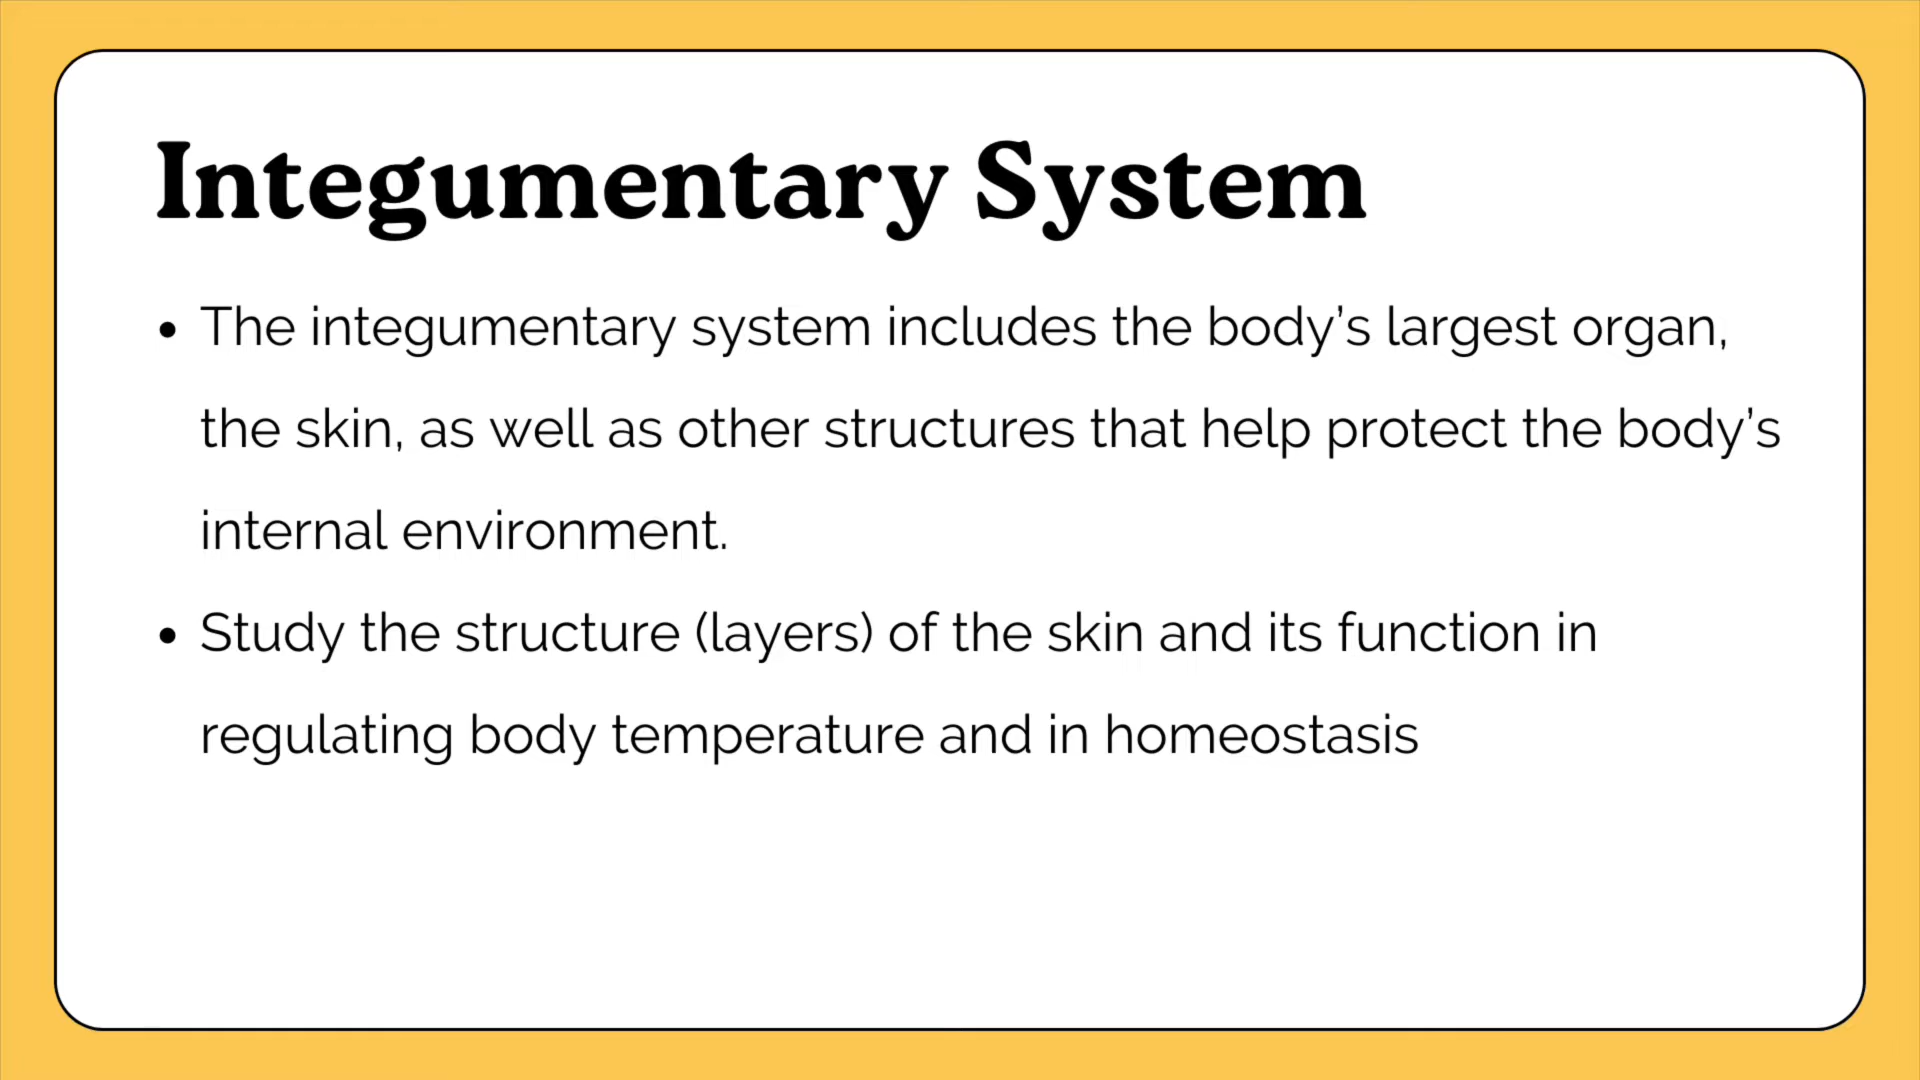 Integumentary System
• The integumentary system includes the body’s largest organ,
the skin, as well as other structures that help protect the body’s
internal environment.
• Study the structure (layers) of the skin and its function in
regulating body temperature and in homeostasis